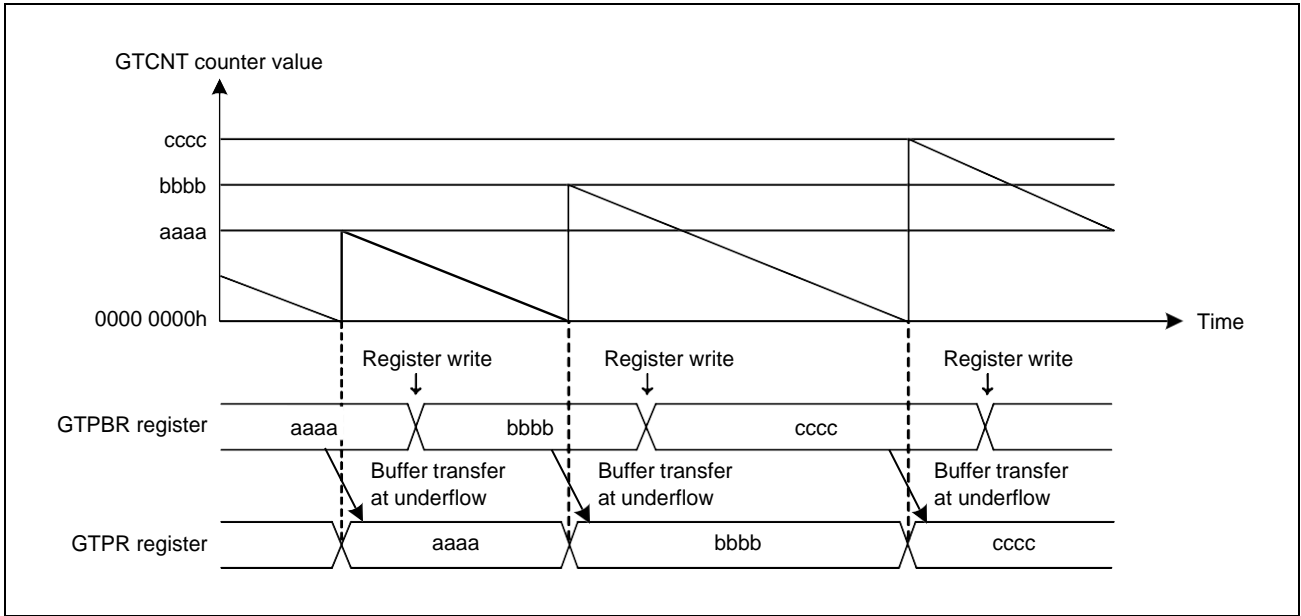 GTCNT counter value
cccc
bbbb
aaaa
0000 0000h
Time
Register write
Register write
Register write
GTPBR register
aaaa
bbbb
cccc
Buffer transfer
at underflow
Buffer transfer
at underflow
Buffer transfer
at underflow
GTPR register
aaaa
bbbb
cccc